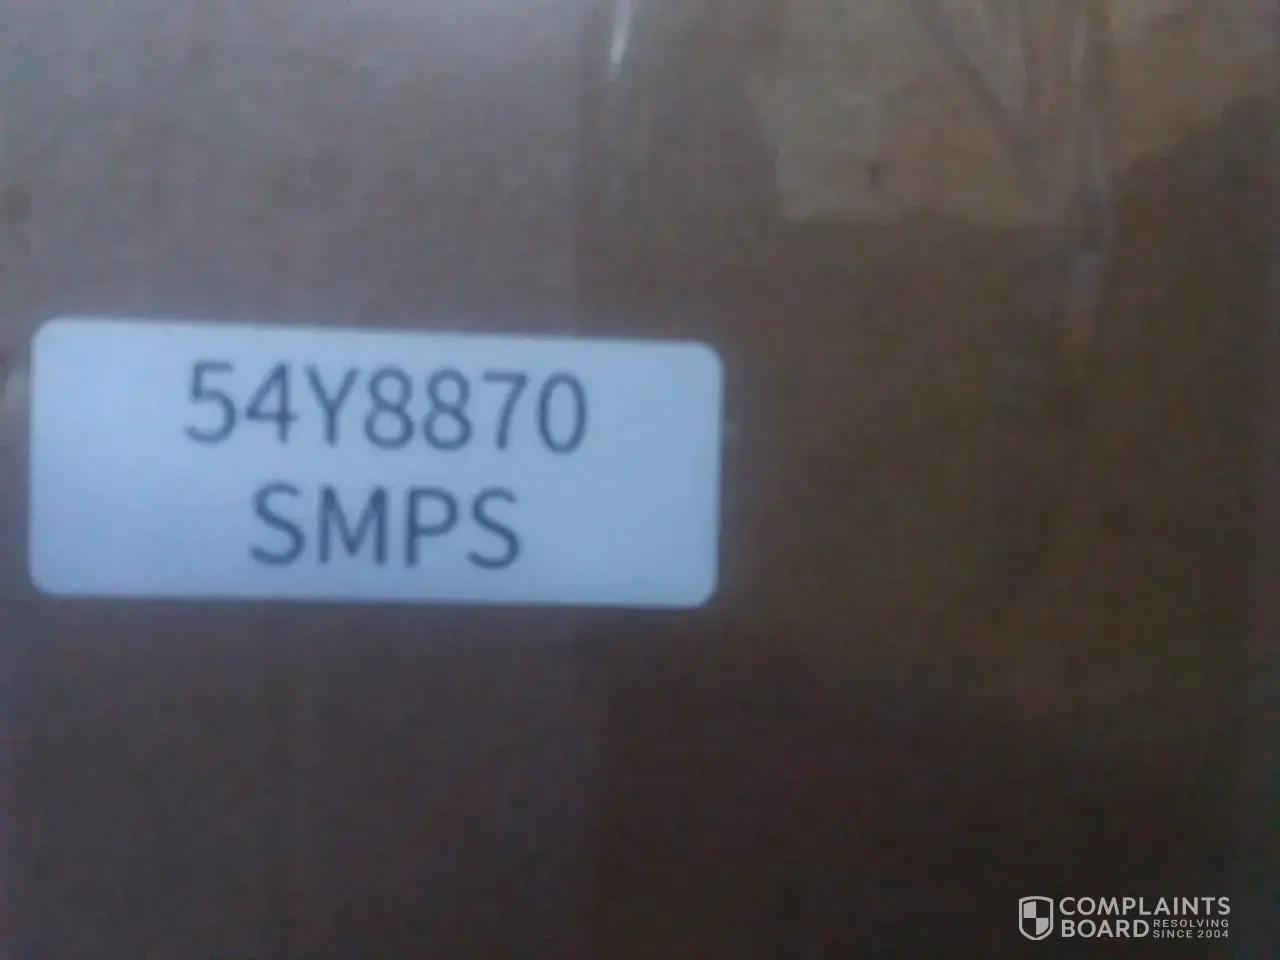 54Y8870
SMPS
COMPLAINTS
BOARD RESOLVING
SINCE 2004